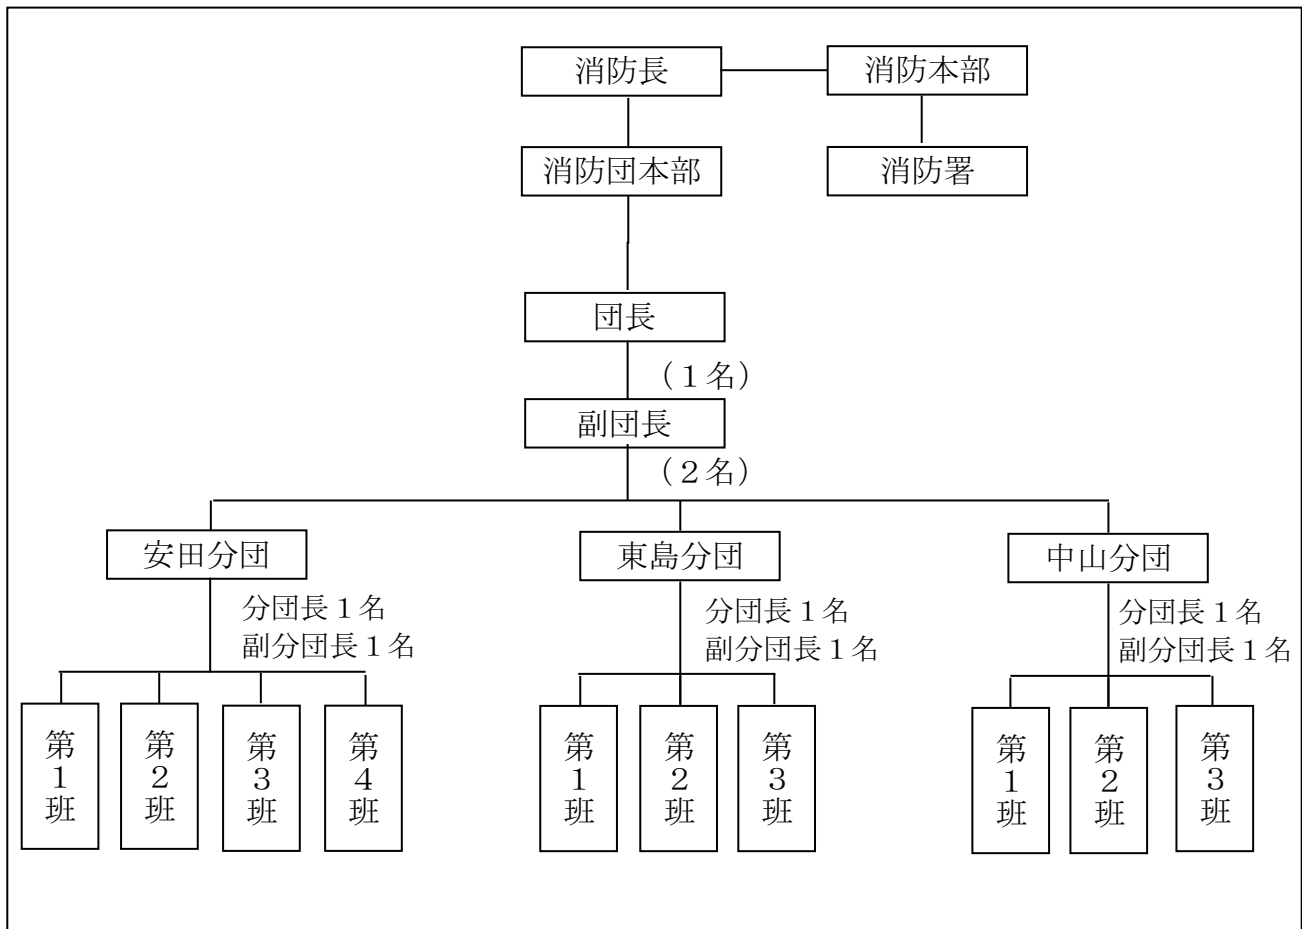 消防長
消防本部
消防団本部
消防署
団長
（１名）
副団長
（２名）
安田分団
東島分団
中山分団
分団長１名
副分団長１名
分団長１名
副分団長１名
分団長１名
副分団長１名
第１班
第２班
第３班
第４班
第１班
第２班
第３班
第１班
第２班
第３班